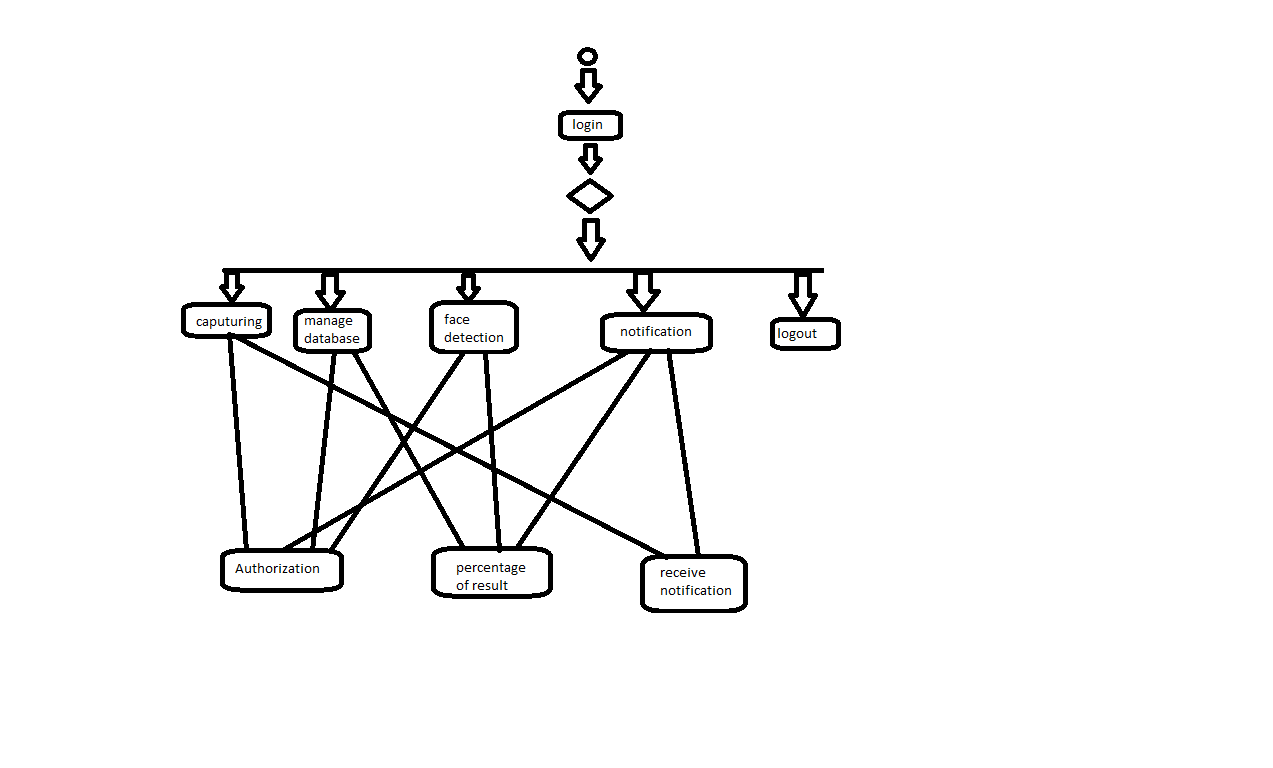 login
caputuring
manage
database
face
detection
notification
logout
Authorization
percentage
of result
receive
notification